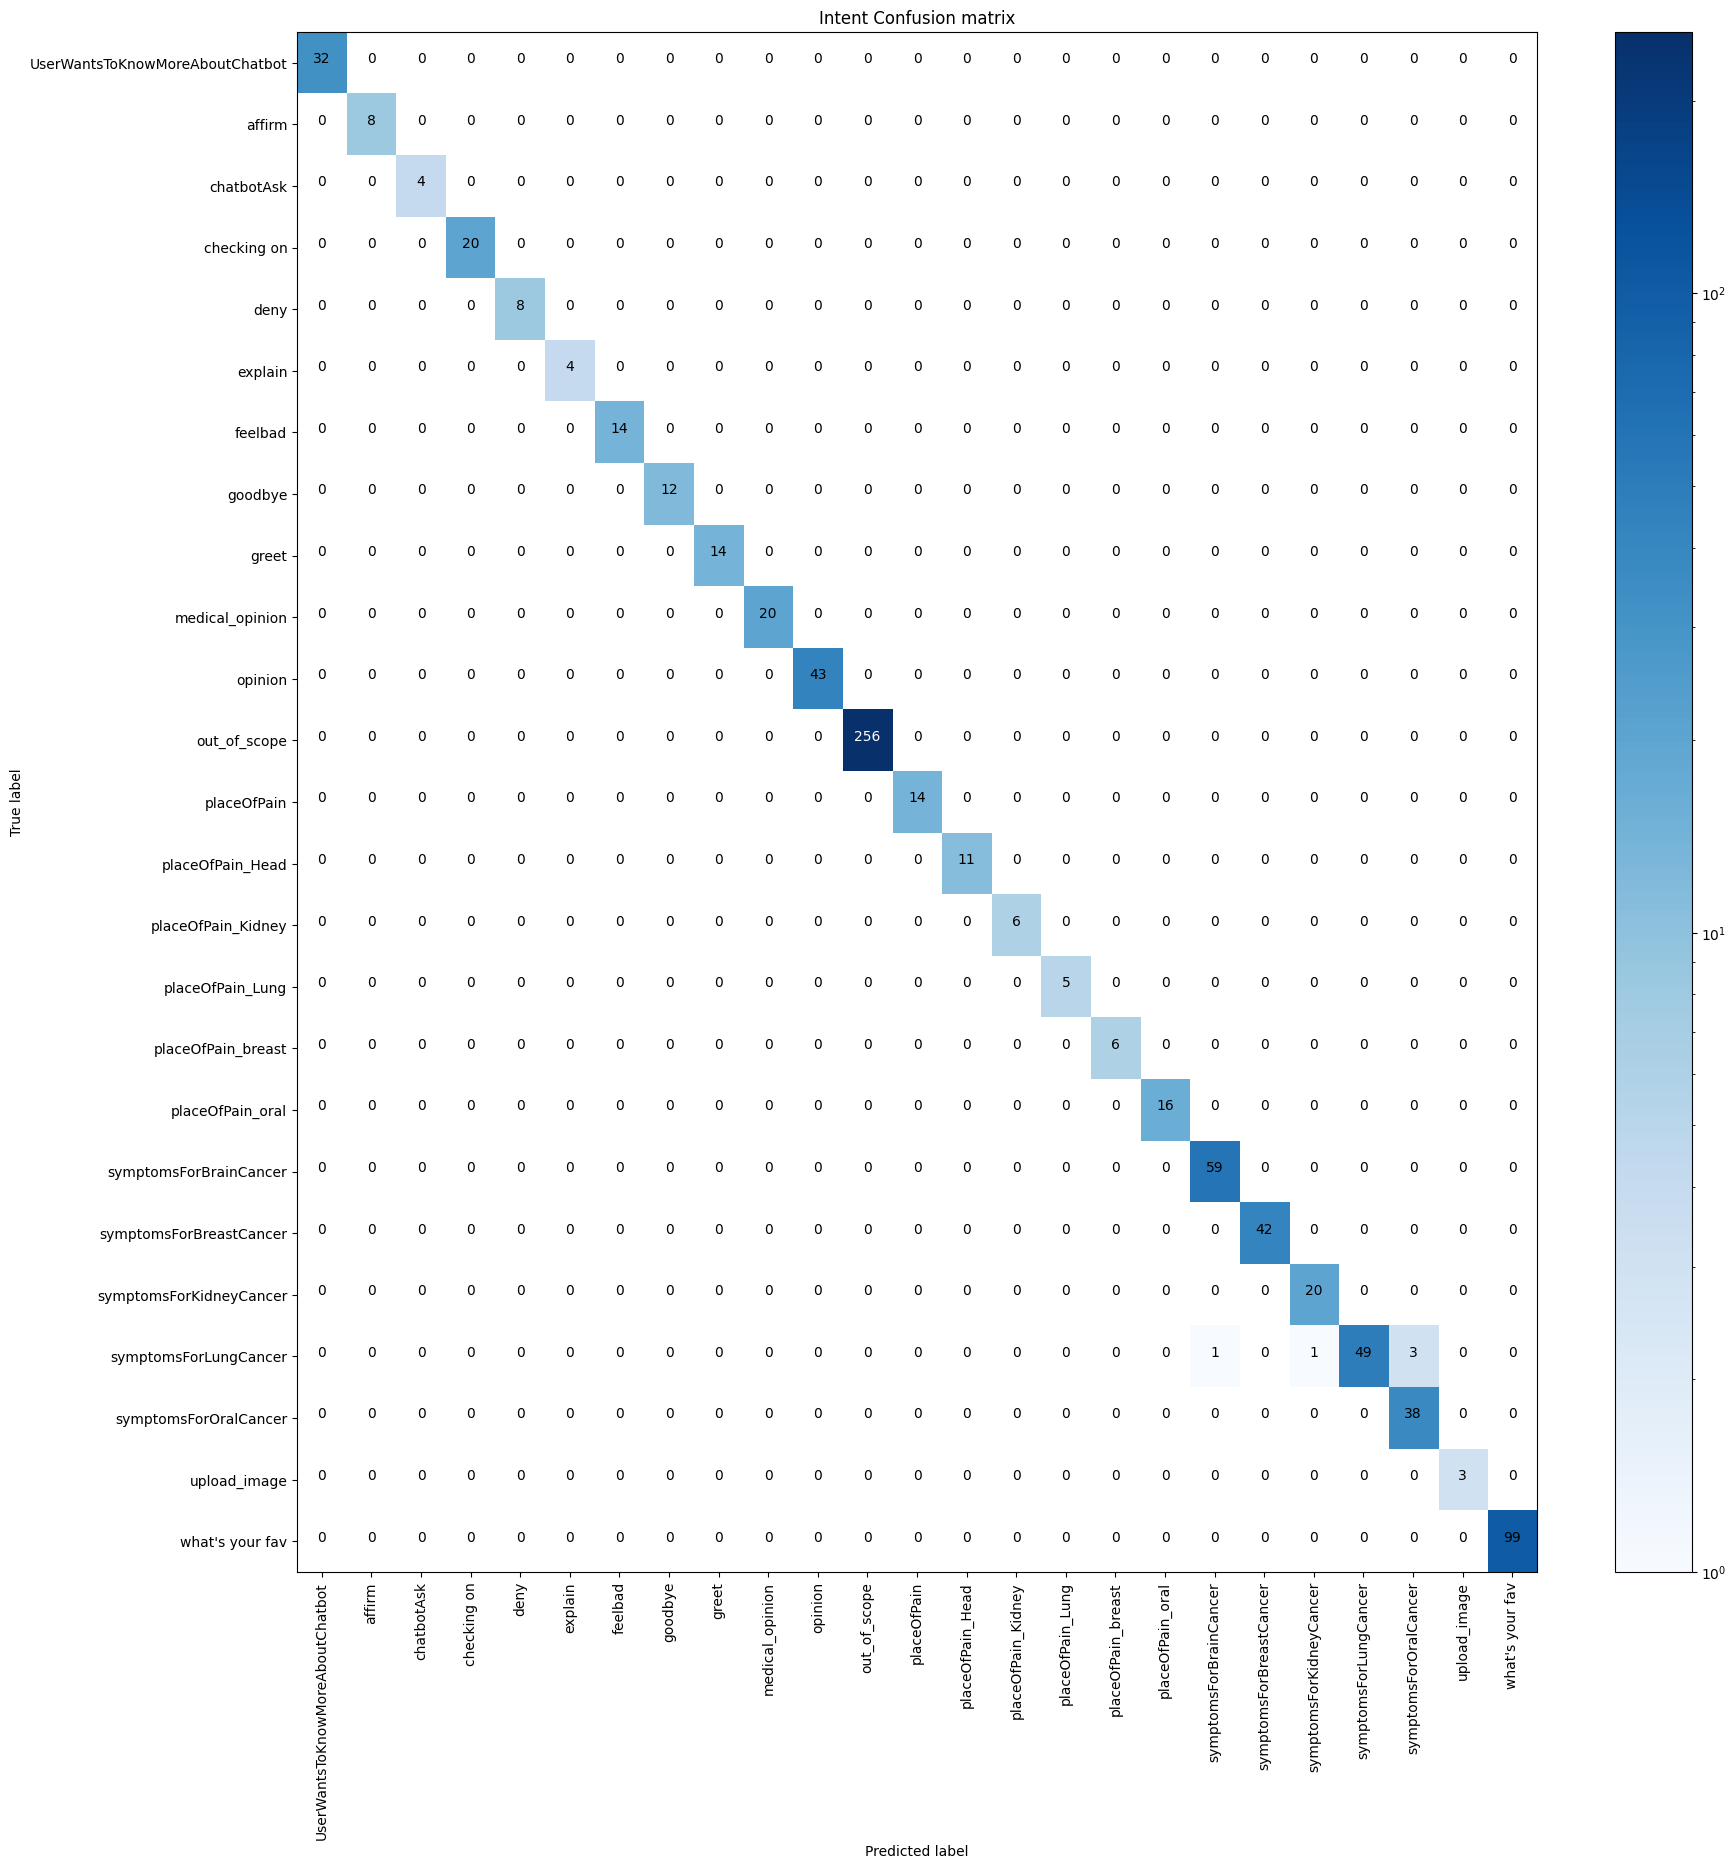 Intent Confusion matrix
UserWantsToKnowMoreAboutChatbot 32 0 0 0 0 0 0 0 0 0 0 0 0 0 0 0 0 0 0 0 0 0 0 0 0
affirm 0 8 0 0 0 0 0 0 0 0 0 0 0 0 0 0 0 0 0 0 0 0 0 0 0
chatbotAsk 0 0 4 0 0 0 0 0 0 0 0 0 0 0 0 0 0 0 0 0 0 0 0 0 0
checking on 0 0 0 20 0 0 0 0 0 0 0 0 0 0 0 0 0 0 0 0 0 0 0 0 0
deny 0 0 0 0 8 0 0 0 0 0 0 0 0 0 0 0 0 0 0 0 0 0 0 0 0
explain 0 0 0 0 0 4 0 0 0 0 0 0 0 0 0 0 0 0 0 0 0 0 0 0 0
feelbad 0 0 0 0 0 0 14 0 0 0 0 0 0 0 0 0 0 0 0 0 0 0 0 0 0
goodbye 0 0 0 0 0 0 0 12 0 0 0 0 0 0 0 0 0 0 0 0 0 0 0 0 0
greet 0 0 0 0 0 0 0 0 14 0 0 0 0 0 0 0 0 0 0 0 0 0 0 0 0
medical_opinion 0 0 0 0 0 0 0 0 0 20 0 0 0 0 0 0 0 0 0 0 0 0 0 0 0
opinion 0 0 0 0 0 0 0 0 0 0 43 0 0 0 0 0 0 0 0 0 0 0 0 0 0
out_of_scope 0 0 0 0 0 0 0 0 0 0 0 256 0 0 0 0 0 0 0 0 0 0 0 0 0
placeOfPain 0 0 0 0 0 0 0 0 0 0 0 0 14 0 0 0 0 0 0 0 0 0 0 0 0
placeOfPain_Head 0 0 0 0 0 0 0 0 0 0 0 0 0 11 0 0 0 0 0 0 0 0 0 0 0
placeOfPain_Kidney 0 0 0 0 0 0 0 0 0 0 0 0 0 0 6 0 0 0 0 0 0 0 0 0 0
placeOfPain_Lung 0 0 0 0 0 0 0 0 0 0 0 0 0 0 0 5 0 0 0 0 0 0 0 0 0
placeOfPain_breast 0 0 0 0 0 0 0 0 0 0 0 0 0 0 0 0 6 0 0 0 0 0 0 0 0
placeOfPain_oral 0 0 0 0 0 0 0 0 0 0 0 0 0 0 0 0 0 16 0 0 0 0 0 0 0
symptomsForBrainCancer 0 0 0 0 0 0 0 0 0 0 0 0 0 0 0 0 0 0 59 0 0 0 0 0 0
symptomsForBreastCancer 0 0 0 0 0 0 0 0 0 0 0 0 0 0 0 0 0 0 0 42 0 0 0 0 0
symptomsForKidneyCancer 0 0 0 0 0 0 0 0 0 0 0 0 0 0 0 0 0 0 0 0 20 0 0 0 0
symptomsForLungCancer 0 0 0 0 0 0 0 0 0 0 0 0 0 0 0 0 0 0 1 0 1 49 3 0 0
symptomsForOralCancer 0 0 0 0 0 0 0 0 0 0 0 0 0 0 0 0 0 0 0 0 0 0 38 0 0
upload_image 0 0 0 0 0 0 0 0 0 0 0 0 0 0 0 0 0 0 0 0 0 0 0 3 0
what's your fav 0 0 0 0 0 0 0 0 0 0 0 0 0 0 0 0 0 0 0 0 0 0 0 0 99
True label
UserWantsToKnowMoreAboutChatbot
affirm
chatbotAsk
checking on
deny
explain
feelbad
goodbye
greet
medical_opinion
opinion
out_of_scope
placeOfPain
placeOfPain_Head
placeOfPain_Kidney
placeOfPain_Lung
placeOfPain_breast
placeOfPain_oral
symptomsForBrainCancer
symptomsForBreastCancer
symptomsForKidneyCancer
symptomsForLungCancer
symptomsForOralCancer
upload_image
what's your fav
Predicted label
10²
10¹
10⁰